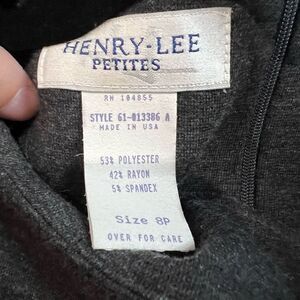 HENRY-LEE
PETITES
RN 104855
STYLE 61-013386 A
MADE IN USA
53% POLYESTER
42% RAYON
5% SPANDEX
Size 8P
OVER FOR CARE